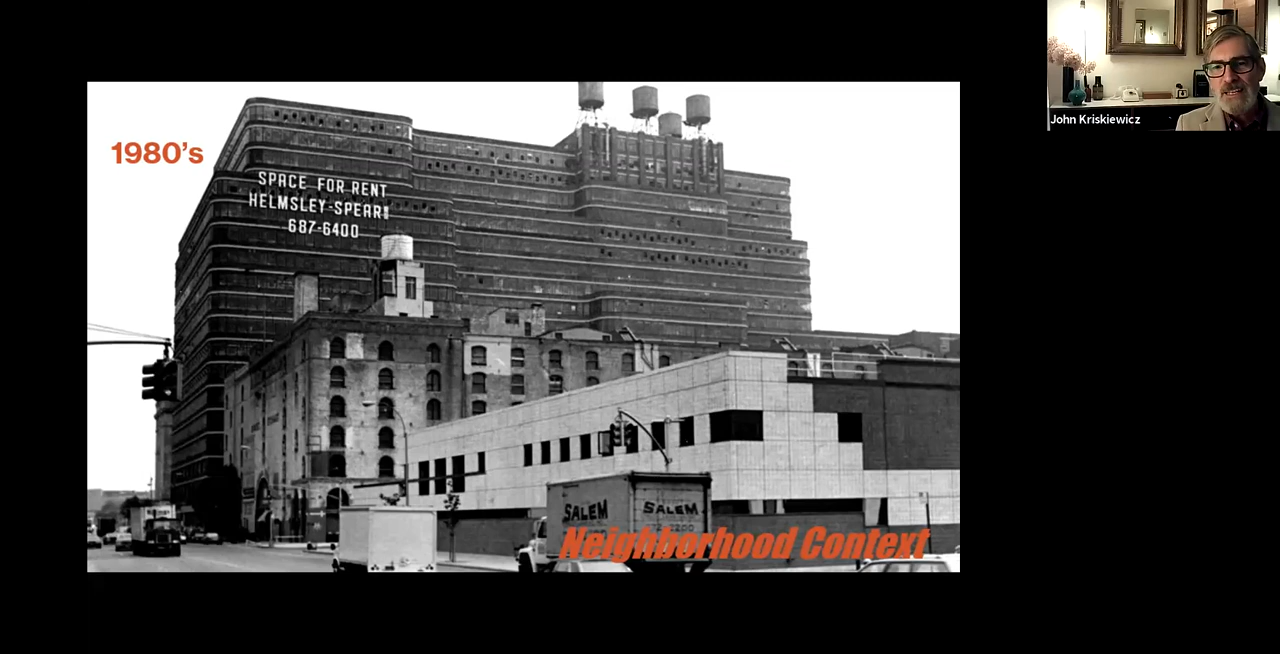 1980's
SPACE FOR RENT
HELMSLEY-SPEAR
687-6400
SALEM
SALEM
Neighborhood Context
John Kriskiewicz